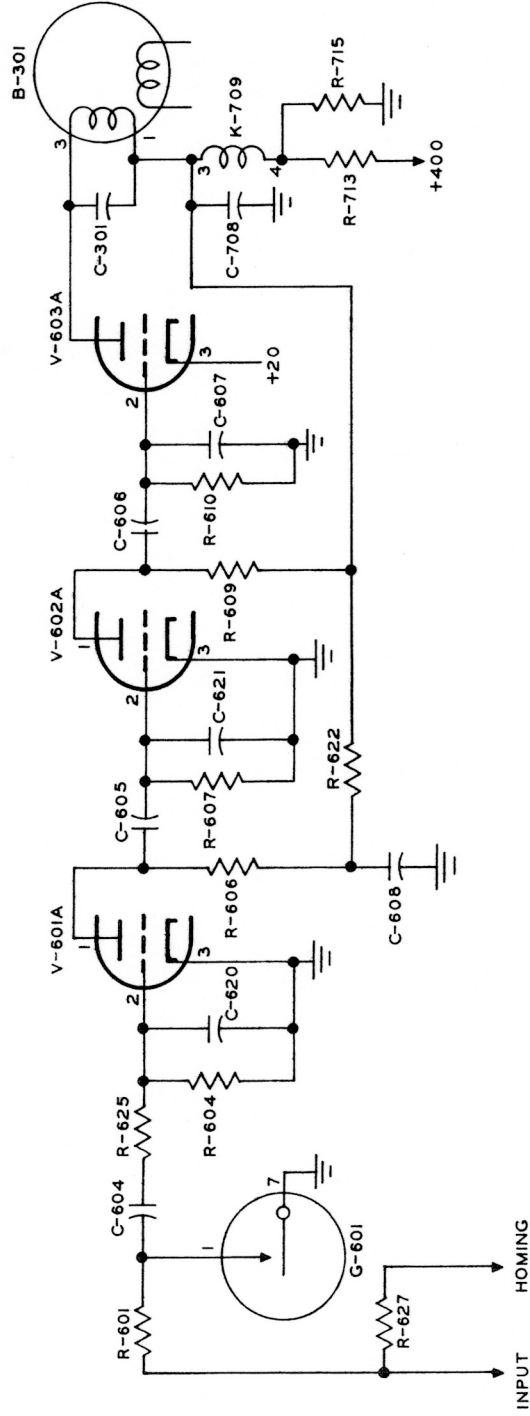 INPUT
HOMING
R-627
R-601
G-601
1
7
C-604
R-625
R-604
C-620
2
3
V-601A
1
R-606
C-608
C-605
R-607
C-621
2
3
V-602A
1
R-609
R-622
C-606
R-610
C-607
2
3
+20
V-603A
C-301
C-708
3
1
B-301
3
K-709
4
R-713
+400
R-715